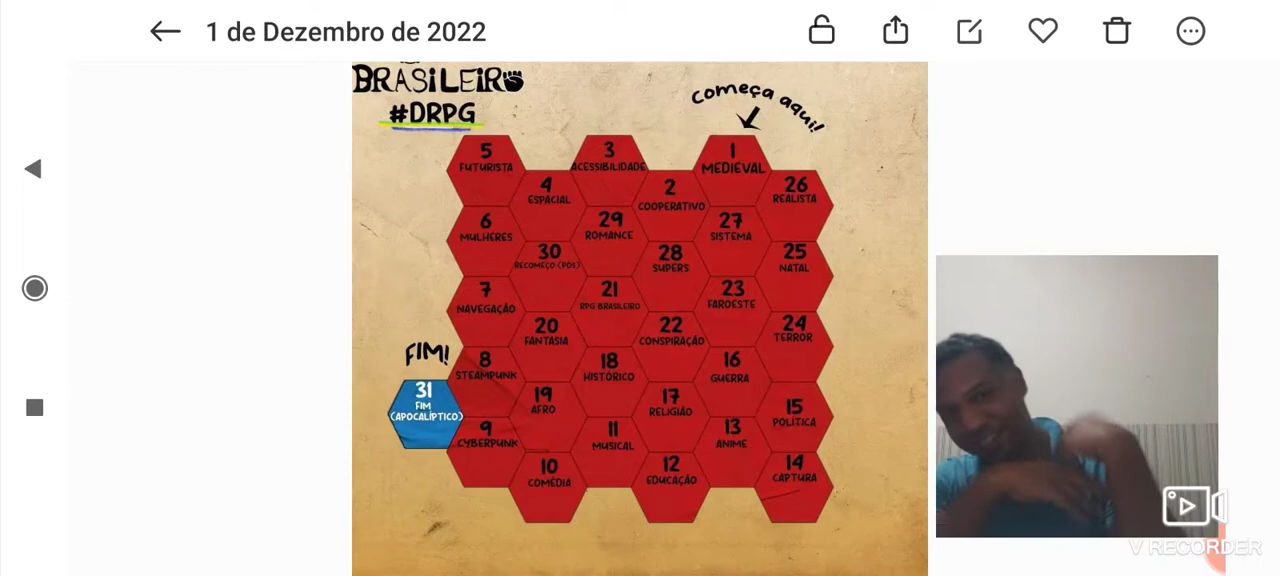 1 de Dezembro de 2022
BRASILEIRO
#DRPG
Começa aqui!
5
FUTURISTA
3
ACESSIBILIDADE
1
MEDIEVAL
4
ESPACIAL
2
COOPERATIVO
26
REALISTA
6
MULHERES
29
ROMANCE
27
SISTEMA
30
RECOMEÇO (PÓS)
28
SUPERS
25
NATAL
7
NAVEGAÇÃO
21
RPG BRASILEIRO
23
FAROESTE
20
FANTASIA
22
CONSPIRAÇÃO
24
TERROR
FIM!
8
STEAMPUNK
18
HISTÓRICO
16
GUERRA
31
FIM
(APOCALÍPTICO)
19
AFRO
17
RELIGIÃO
15
POLÍTICA
9
CYBERPUNK
11
MUSICAL
13
ANIME
10
COMÉDIA
12
EDUCAÇÃO
14
CAPTURA
V RECORDER